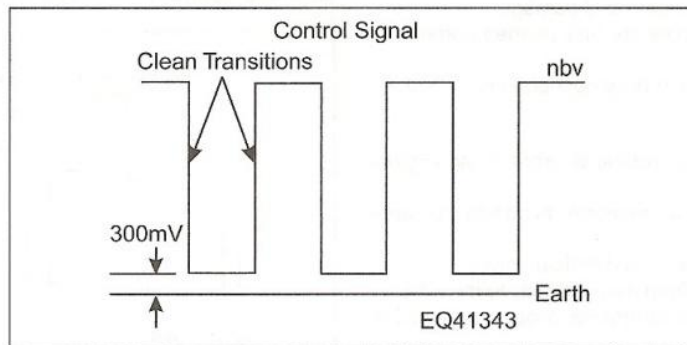 Control Signal
Clean Transitions
nbv
300mV
Earth
EQ41343